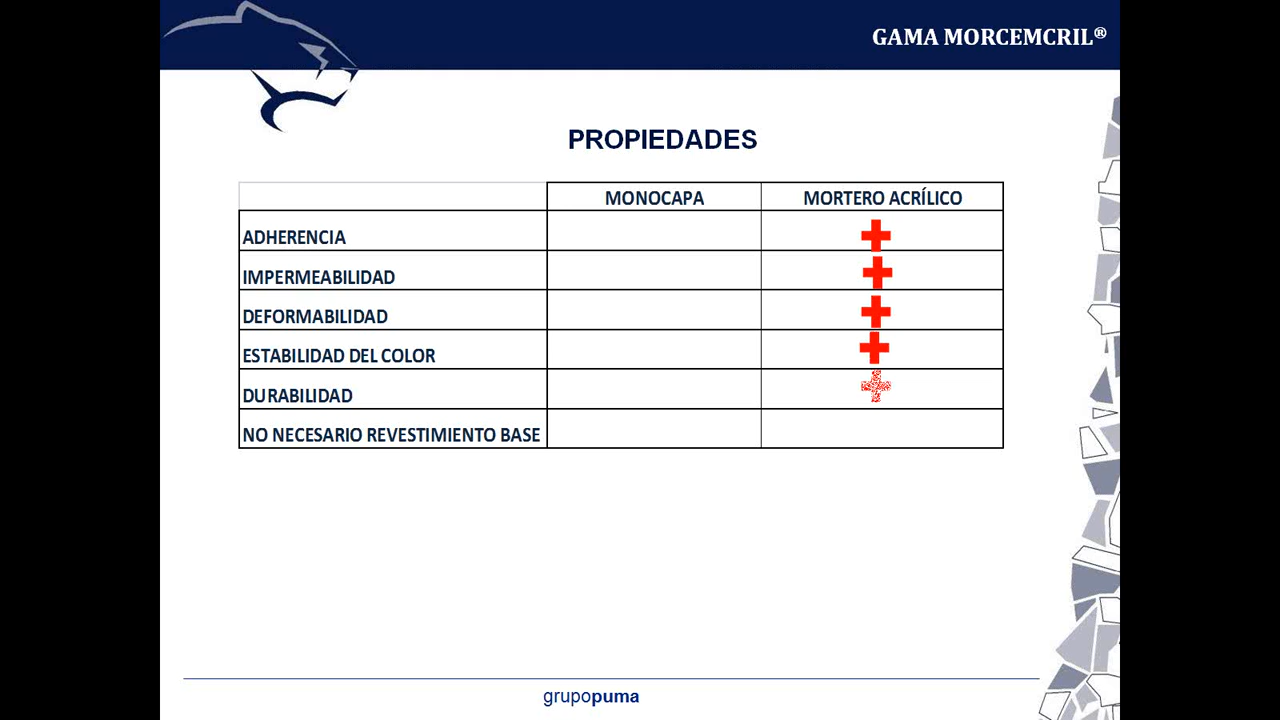 GAMA MORCEMCRIL®
PROPIEDADES
MONOCAPA MORTERO ACRÍLICO
ADHERENCIA
IMPERMEABILIDAD
DEFORMABILIDAD
ESTABILIDAD DEL COLOR
DURABILIDAD
NO NECESARIO REVESTIMIENTO BASE
grupopuma